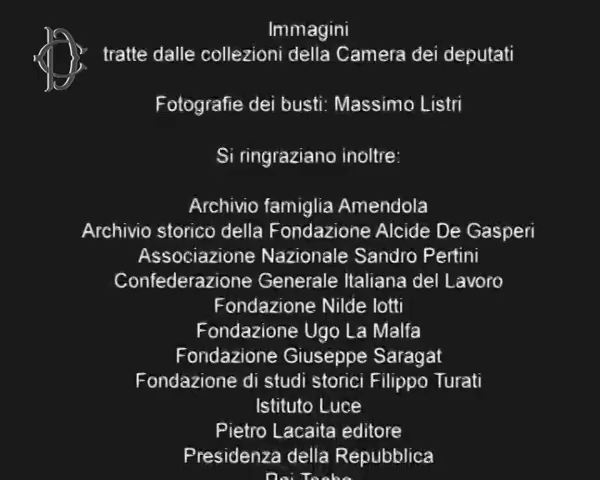 Immagini
tratte dalle collezioni della Camera dei deputati
Fotografie dei busti: Massimo Listri
Si ringraziano inoltre:
Archivio famiglia Amendola
Archivio storico della Fondazione Alcide De Gasperi
Associazione Nazionale Sandro Pertini
Confederazione Generale Italiana del Lavoro
Fondazione Nilde Iotti
Fondazione Ugo La Malfa
Fondazione Giuseppe Saragat
Fondazione di studi storici Filippo Turati
Istituto Luce
Pietro Lacaita editore
Presidenza della Repubblica
Rai Teche